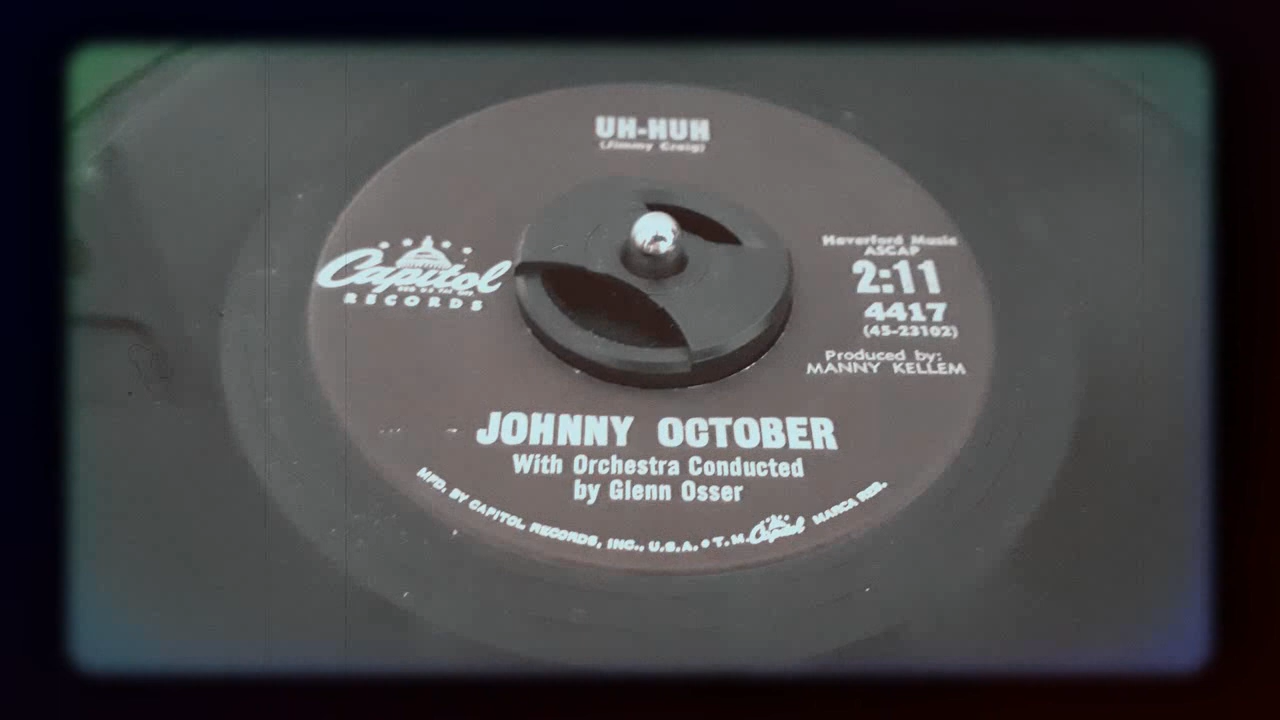 UH-HUH
(Jimmy Craig)
Capitol
RECORDS
Haverford Music
ASCAP
2:11
4417
(45-23102)
Produced by:
MANNY KELLEM
JOHNNY OCTOBER
With Orchestra Conducted
by Glenn Osser
MFD. BY CAPITOL RECORDS, INC., U.S.A. • T.M. Capitol MARCA REG.